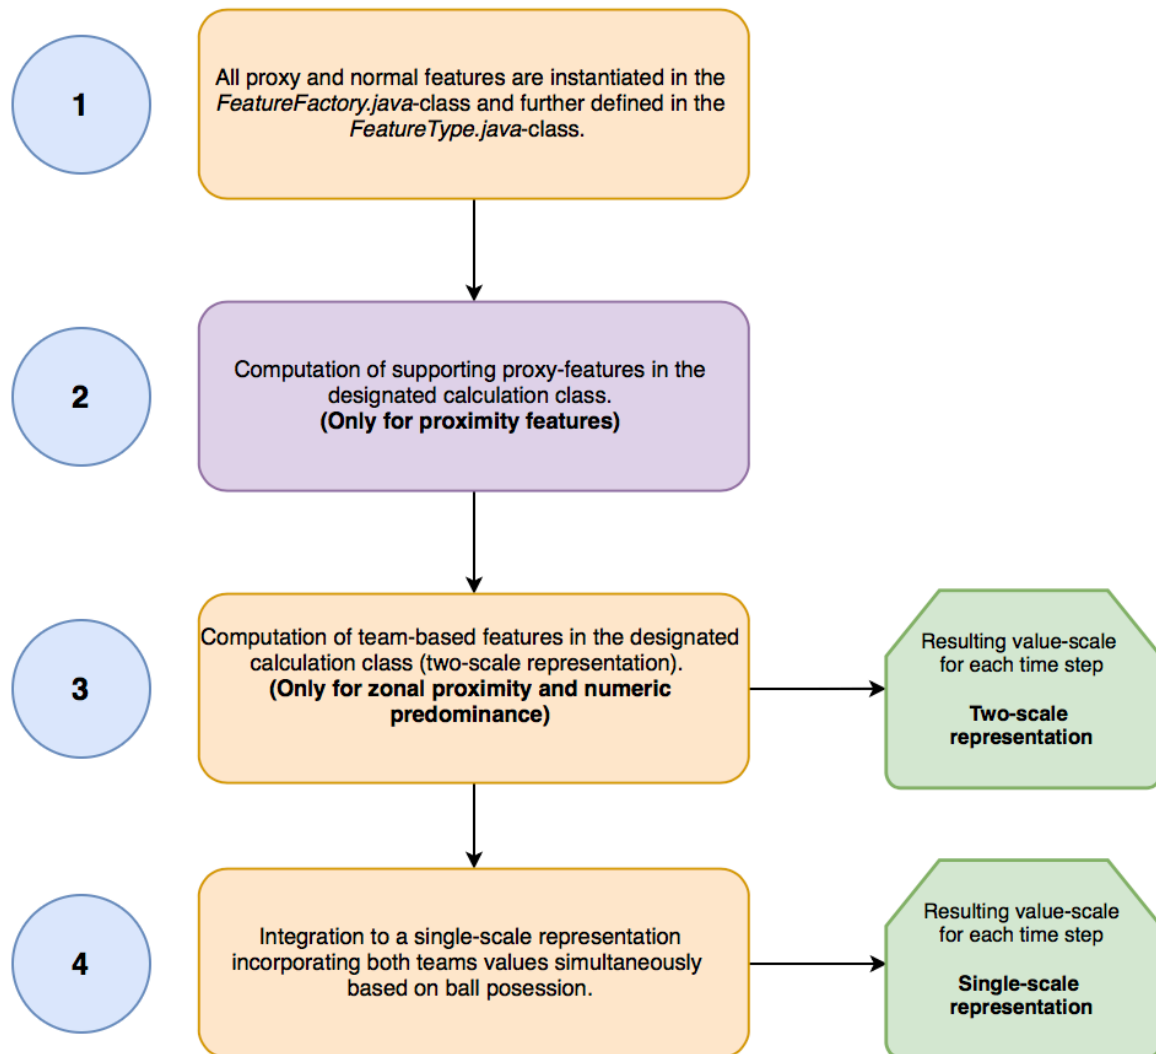 1
All proxy and normal features are instantiated in the
FeatureFactory.java-class and further defined in the
FeatureType.java-class.
2
Computation of supporting proxy-features in the
designated calculation class.
(Only for proximity features)
3
Computation of team-based features in the designated
calculation class (two-scale representation).
(Only for zonal proximity and numeric
predominance)
Resulting value-scale
for each time step
Two-scale
representation
4
Integration to a single-scale representation
incorporating both teams values simultaneously
based on ball posession.
Resulting value-scale
for each time step
Single-scale
representation